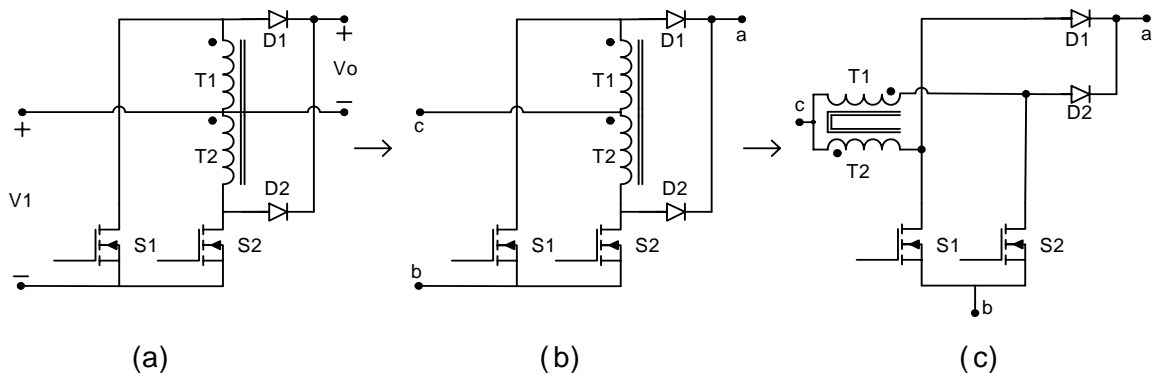 D1
+
T1
Vo
−
+
T2
V1
D2
S1
S2
−
(a)
D1
a
T1
c
T2
D2
S1
S2
b
(b)
D1
a
T1
D2
c
T2
S1
S2
b
(c)